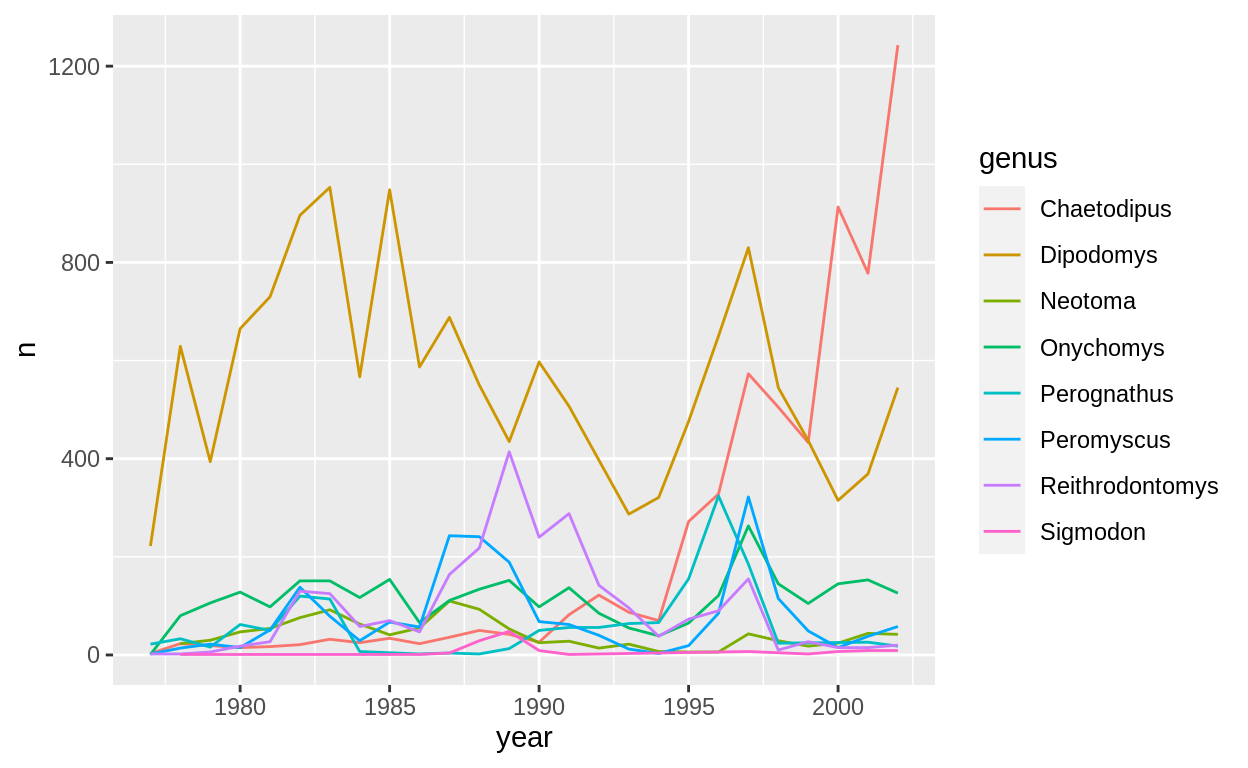 1200
800
400
0
n
1980 1985 1990 1995 2000
year
genus
Chaetodipus
Dipodomys
Neotoma
Onychomys
Perognathus
Peromyscus
Reithrodontomys
Sigmodon